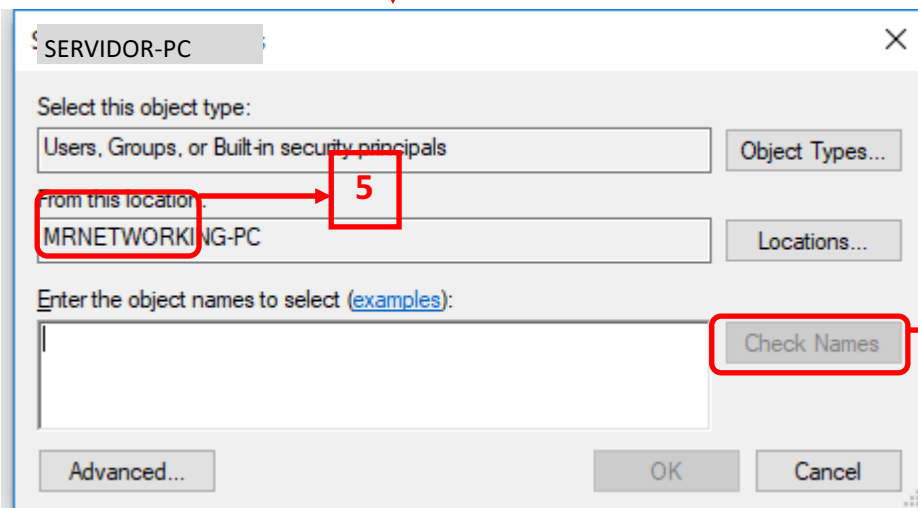 SERVIDOR-PC
Select this object type:
Users, Groups, or Built-in security principals
Object Types...
From this location:
5
MRNETWORKING-PC
Locations...
Enter the object names to select (examples):
Check Names
Advanced...
OK
Cancel